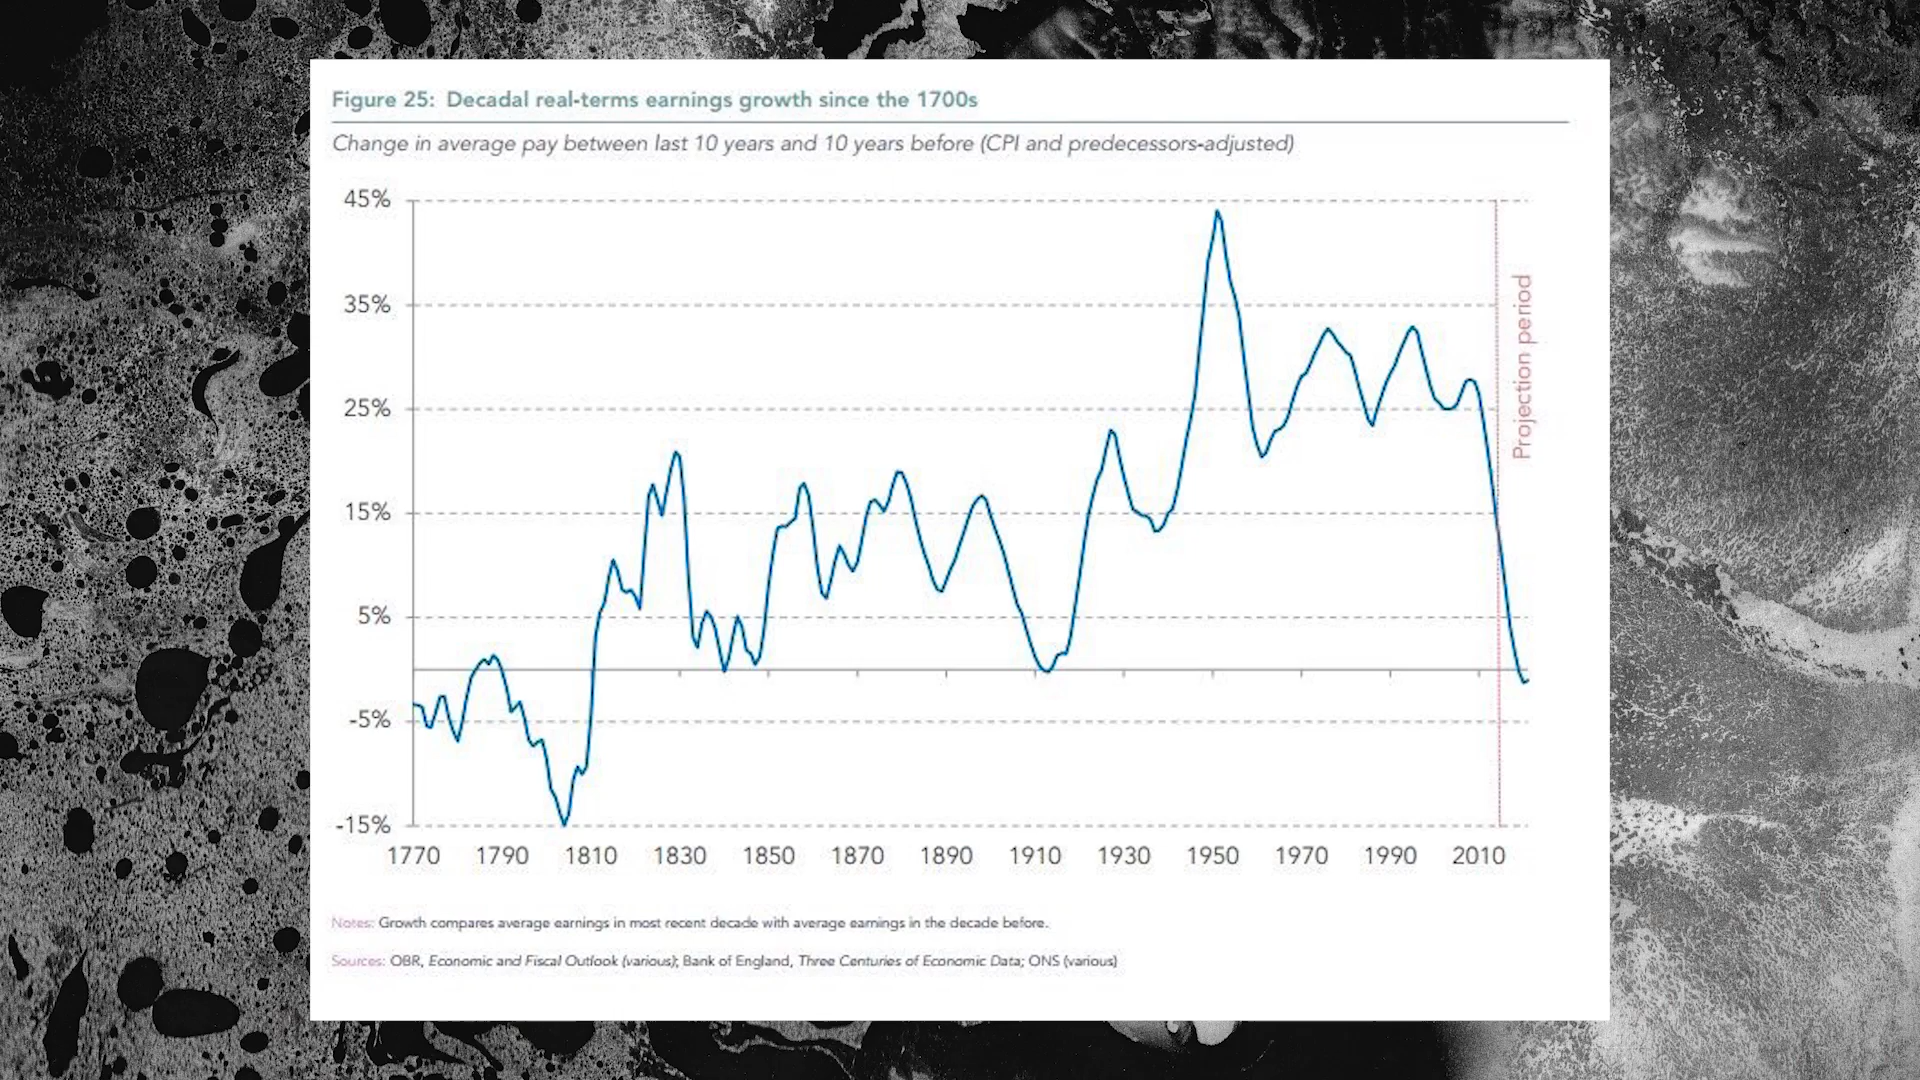 Figure 25: Decadal real-terms earnings growth since the 1700s
Change in average pay between last 10 years and 10 years before (CPI and predecessors-adjusted)
45%
35%
25%
15%
5%
-5%
-15%
Projection period
1770 1790 1810 1830 1850 1870 1890 1910 1930 1950 1970 1990 2010
Notes: Growth compares average earnings in most recent decade with average earnings in the decade before.
Sources: OBR, Economic and Fiscal Outlook (various); Bank of England, Three Centuries of Economic Data; ONS (various)